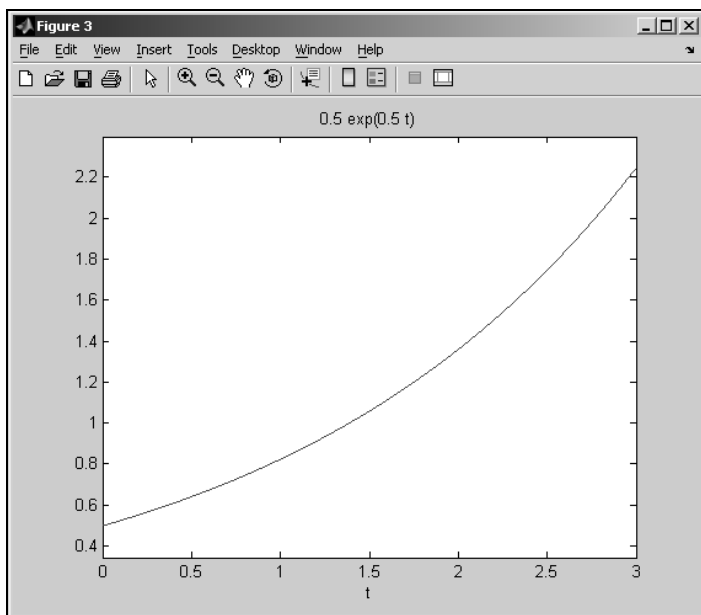 Figure 3
File Edit View Insert Tools Desktop Window Help
0.5 exp(0.5 t)
2.2
2
1.8
1.6
1.4
1.2
1
0.8
0.6
0.4
0 0.5 1 1.5 2 2.5 3
t